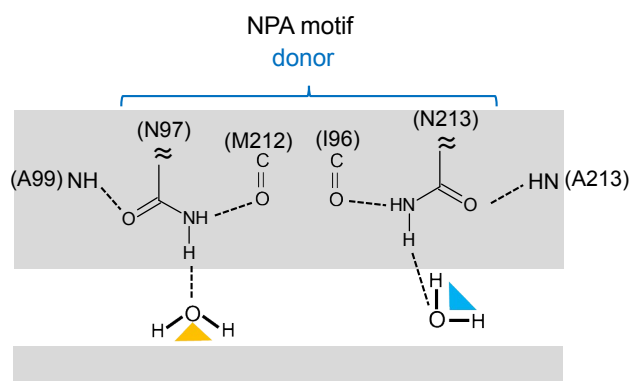 NPA motif
donor
(N97)
(M212)
(I96)
(N213)
C
C
(A99) NH
O
NH
O
O
HN
O
HN (A213)
H
H
H
O
H
H
O
H